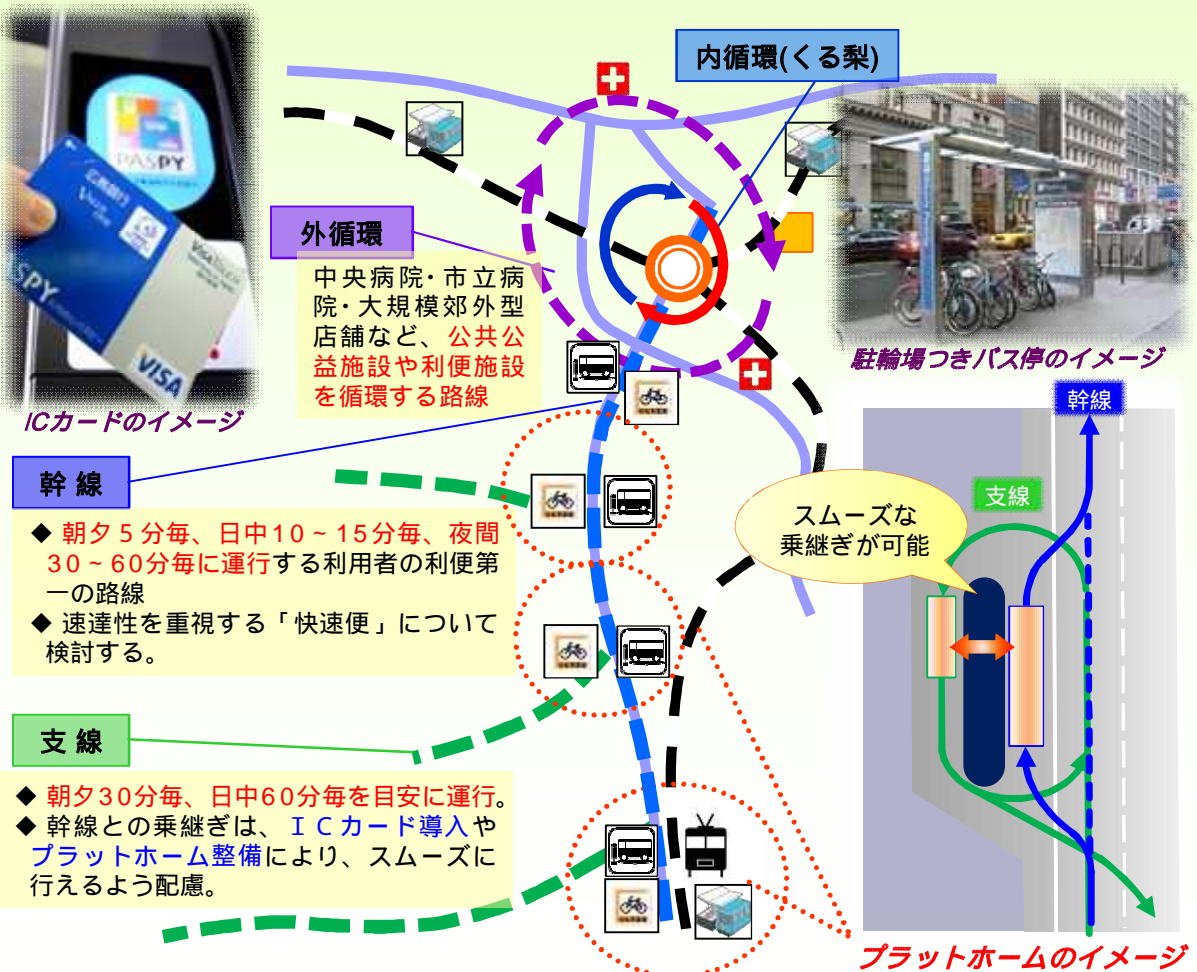 内循環(くる梨)
PASPY
VISA
PASPY
VISA
ICカードのイメージ
外循環
中央病院・市立病
院・大規模郊外型
店舗など、公共公
益施設や利便施設
を循環する路線
駐輪場つきバス停のイメージ
幹線
◆ 朝夕５分毎、日中10～15分毎、夜間
30～60分毎に運行する利用者の利便第
一の路線
◆ 速達性を重視する「快速便」について
検討する。
支線
◆ 朝夕30分毎、日中60分毎を目安に運行。
◆ 幹線との乗継ぎは、ＩＣカード導入や
プラットホーム整備により、スムーズに
行えるよう配慮。
スムーズな
乗継ぎが可能
幹線
支線
プラットホームのイメージ